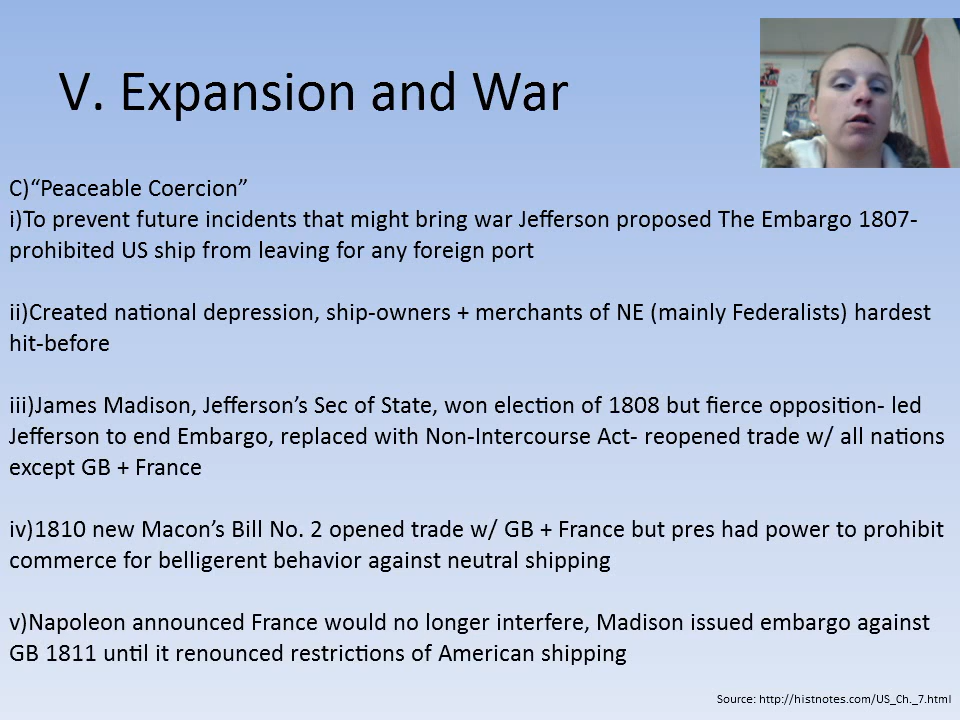 V. Expansion and War
C)“Peaceable Coercion”
i)To prevent future incidents that might bring war Jefferson proposed The Embargo 1807-
prohibited US ship from leaving for any foreign port
ii)Created national depression, ship-owners + merchants of NE (mainly Federalists) hardest
hit-before
iii)James Madison, Jefferson’s Sec of State, won election of 1808 but fierce opposition- led
Jefferson to end Embargo, replaced with Non-Intercourse Act- reopened trade w/ all nations
except GB + France
iv)1810 new Macon’s Bill No. 2 opened trade w/ GB + France but pres had power to prohibit
commerce for belligerent behavior against neutral shipping
v)Napoleon announced France would no longer interfere, Madison issued embargo against
GB 1811 until it renounced restrictions of American shipping
Source: http://histnotes.com/US_Ch._7.html